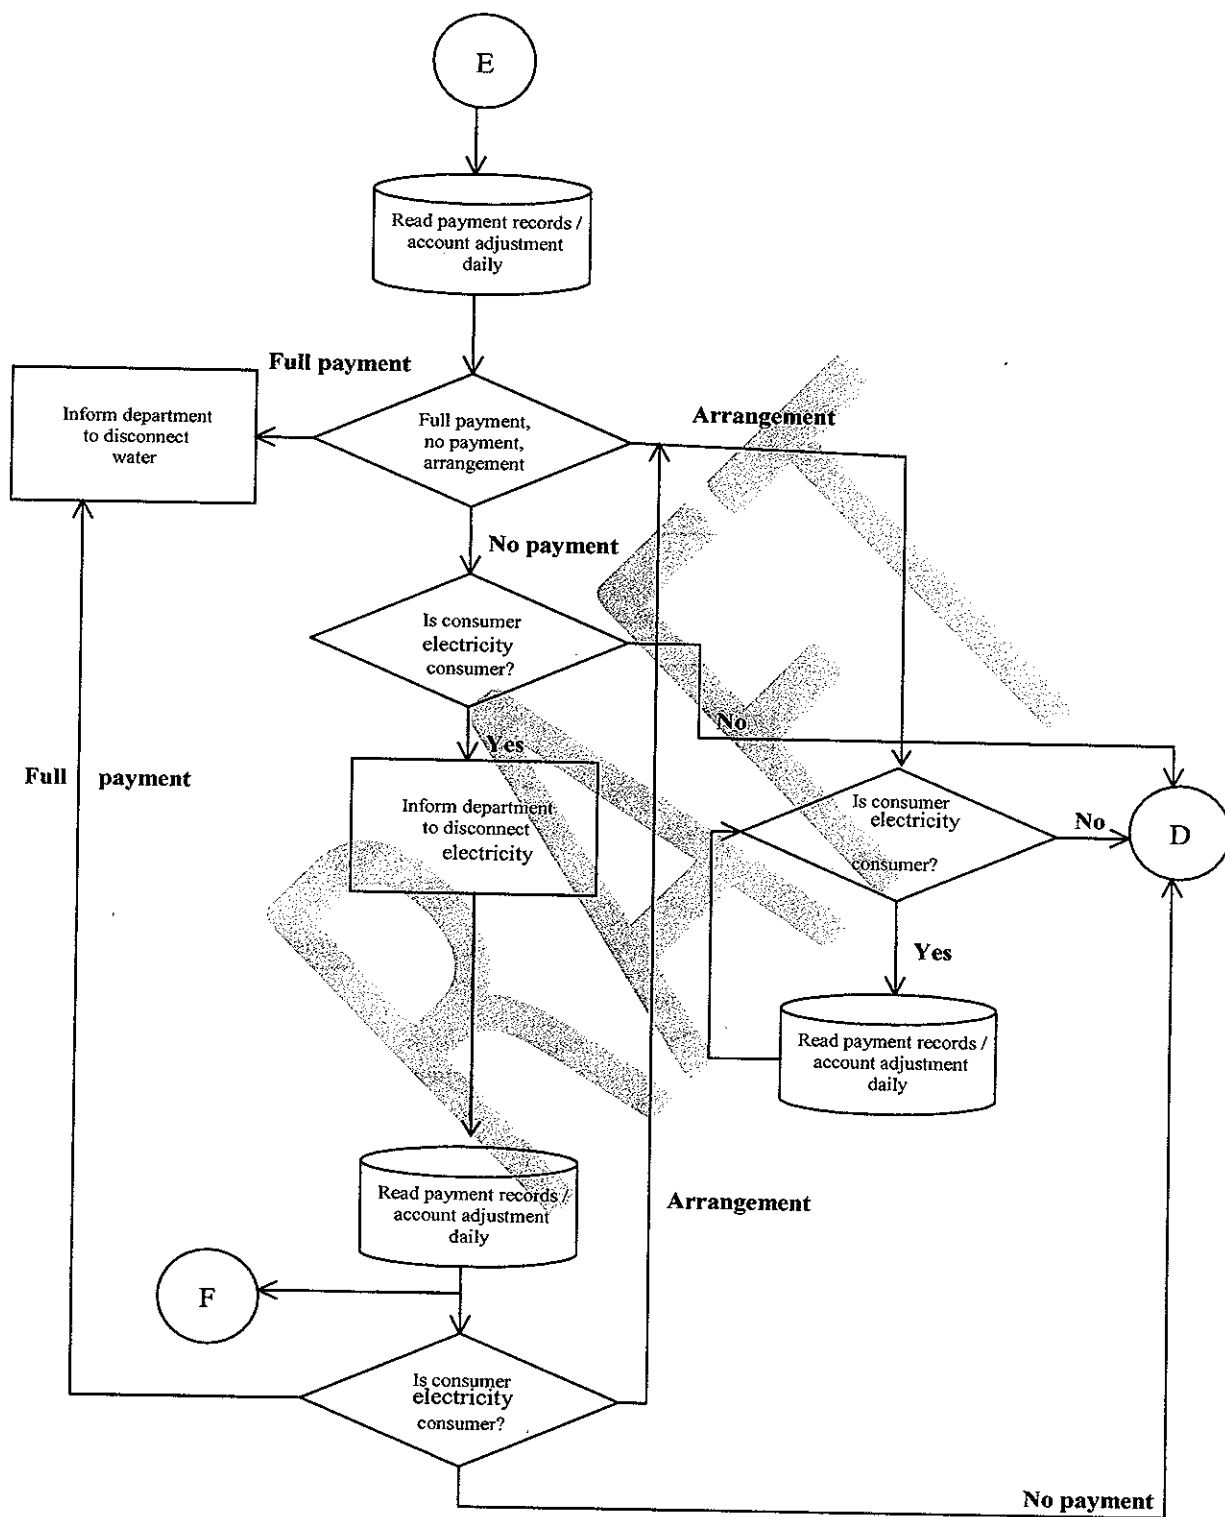 E
Read payment records /
account adjustment
daily
Full payment
Inform department
to disconnect
water
Full payment,
no payment,
arrangement
Arrangement
No payment
Is consumer
electricity
consumer?
No
Yes
Full payment
Inform department
to disconnect
electricity
Is consumer
electricity
consumer?
No
D
Yes
Read payment records /
account adjustment
daily
Read payment records /
account adjustment
daily
Arrangement
F
Is consumer
electricity
consumer?
No payment
DRAFT